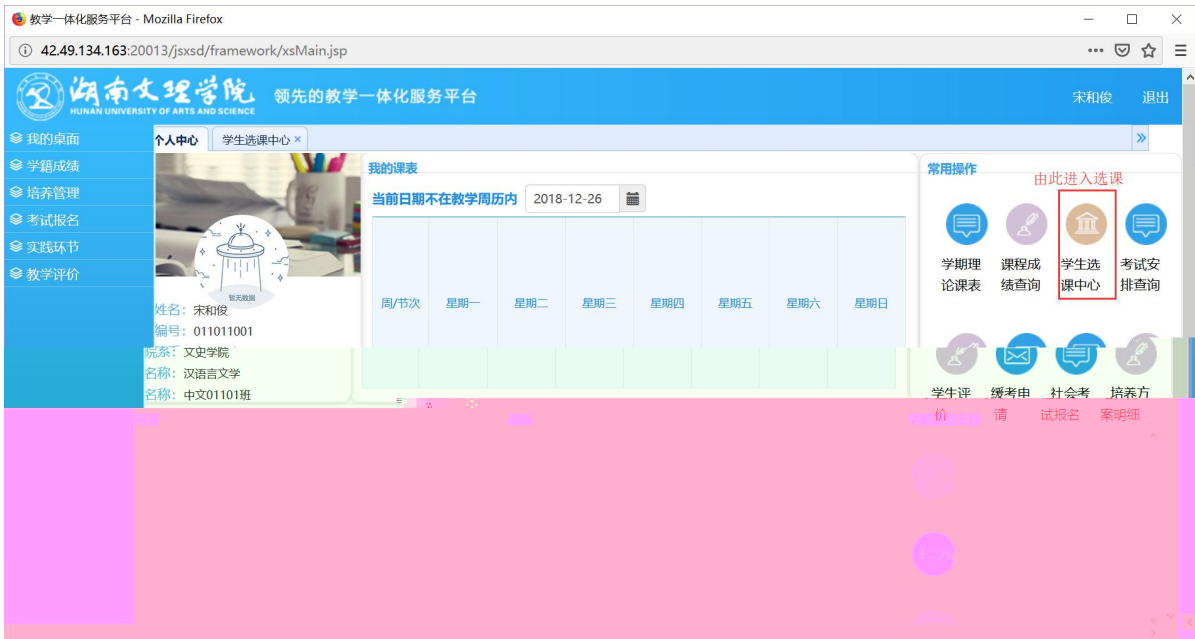 教学一体化服务平台 - Mozilla Firefox
42.49.134.163:20013/jsxsd/framework/xsMain.jsp
湖南文理学院
HUNAN UNIVERSITY OF ARTS AND SCIENCE
领先的教学一体化服务平台
宋和俊 退出
我的桌面
学籍成绩
培养管理
考试报名
实践环节
教学评价
个人中心 学生选课中心 ×
暂无数据
姓名：宋和俊
编号：011011001
院系：文史学院
名称：汉语言文学
名称：中文01101班
我的课表
当前日期不在教学周历内 2018-12-26
周/节次 星期一 星期二 星期三 星期四 星期五 星期六 星期日
常用操作
由此进入选课
学期理论课表
课程成绩查询
学生选课中心
考试安排查询
学生评价
缓考申请
社会考试报名
培养方案明细